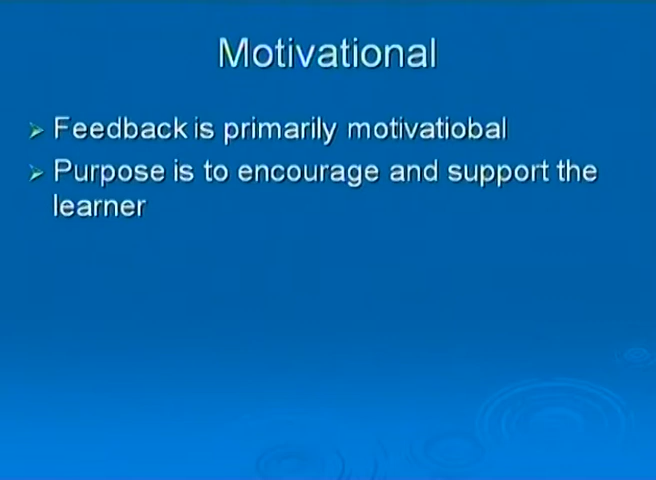 Motivational
Feedback is primarily motivatiobal
Purpose is to encourage and support the
learner